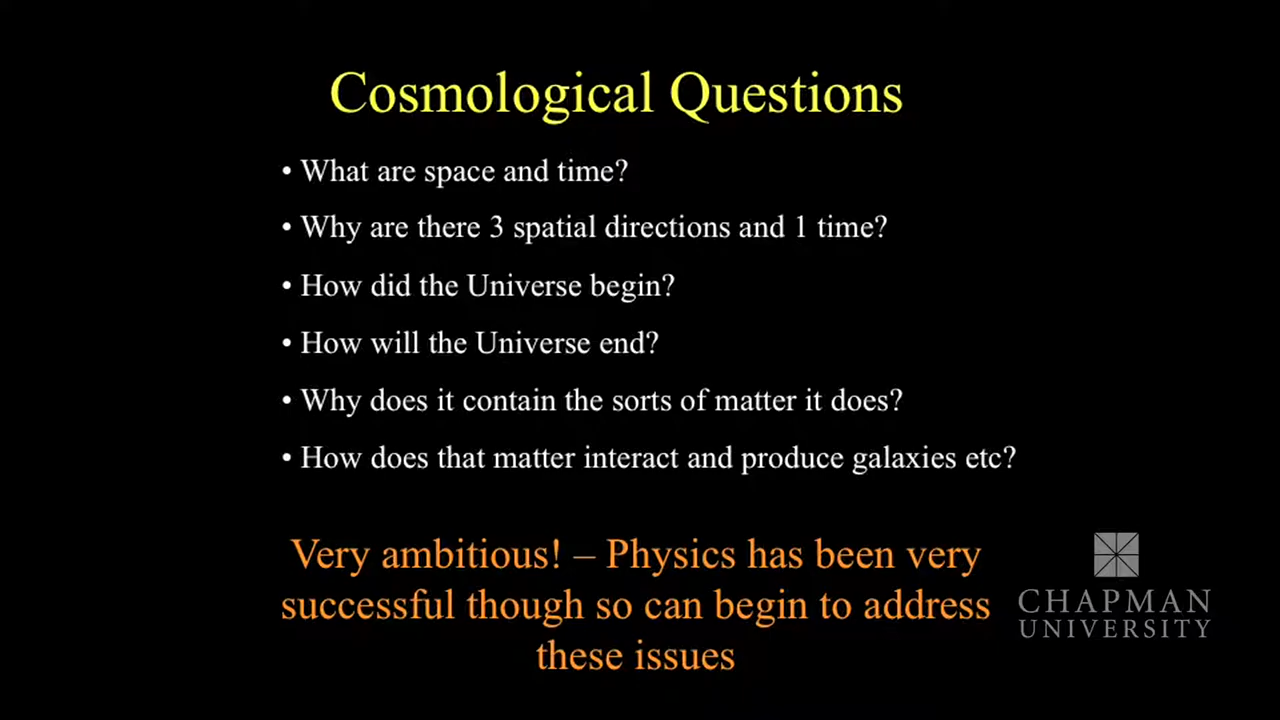 Cosmological Questions
• What are space and time?
• Why are there 3 spatial directions and 1 time?
• How did the Universe begin?
• How will the Universe end?
• Why does it contain the sorts of matter it does?
• How does that matter interact and produce galaxies etc?
Very ambitious! – Physics has been very
successful though so can begin to address
these issues
CHAPMAN
UNIVERSITY